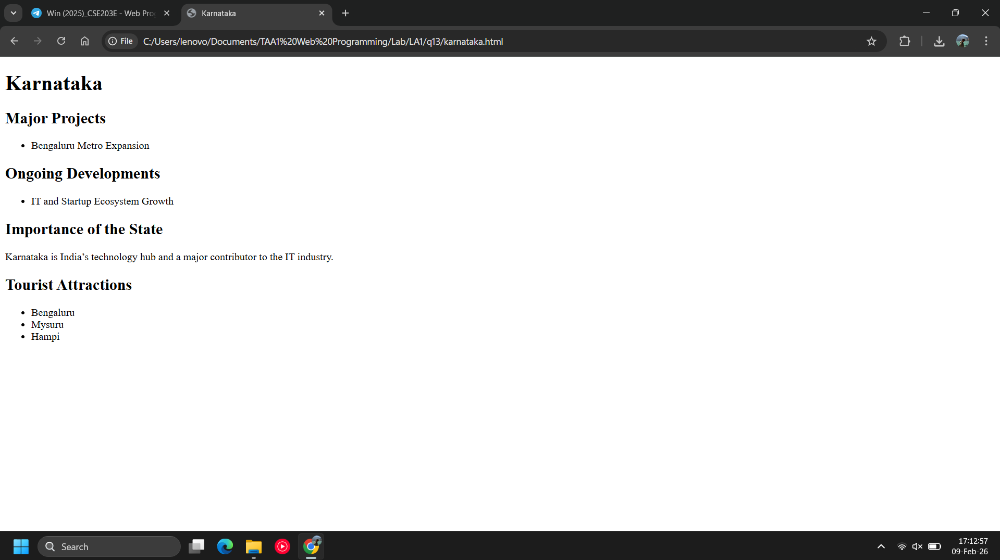 Win (2025)_CSE203E - Web Pro
Karnataka
File
C:/Users/lenovo/Documents/TAA1%20Web%20Programming/Lab/LA1/q13/karnataka.html
Karnataka
Major Projects
Bengaluru Metro Expansion
Ongoing Developments
IT and Startup Ecosystem Growth
Importance of the State
Karnataka is India’s technology hub and a major contributor to the IT industry.
Tourist Attractions
Bengaluru
Mysuru
Hampi
Search
17:12:57
09-Feb-26